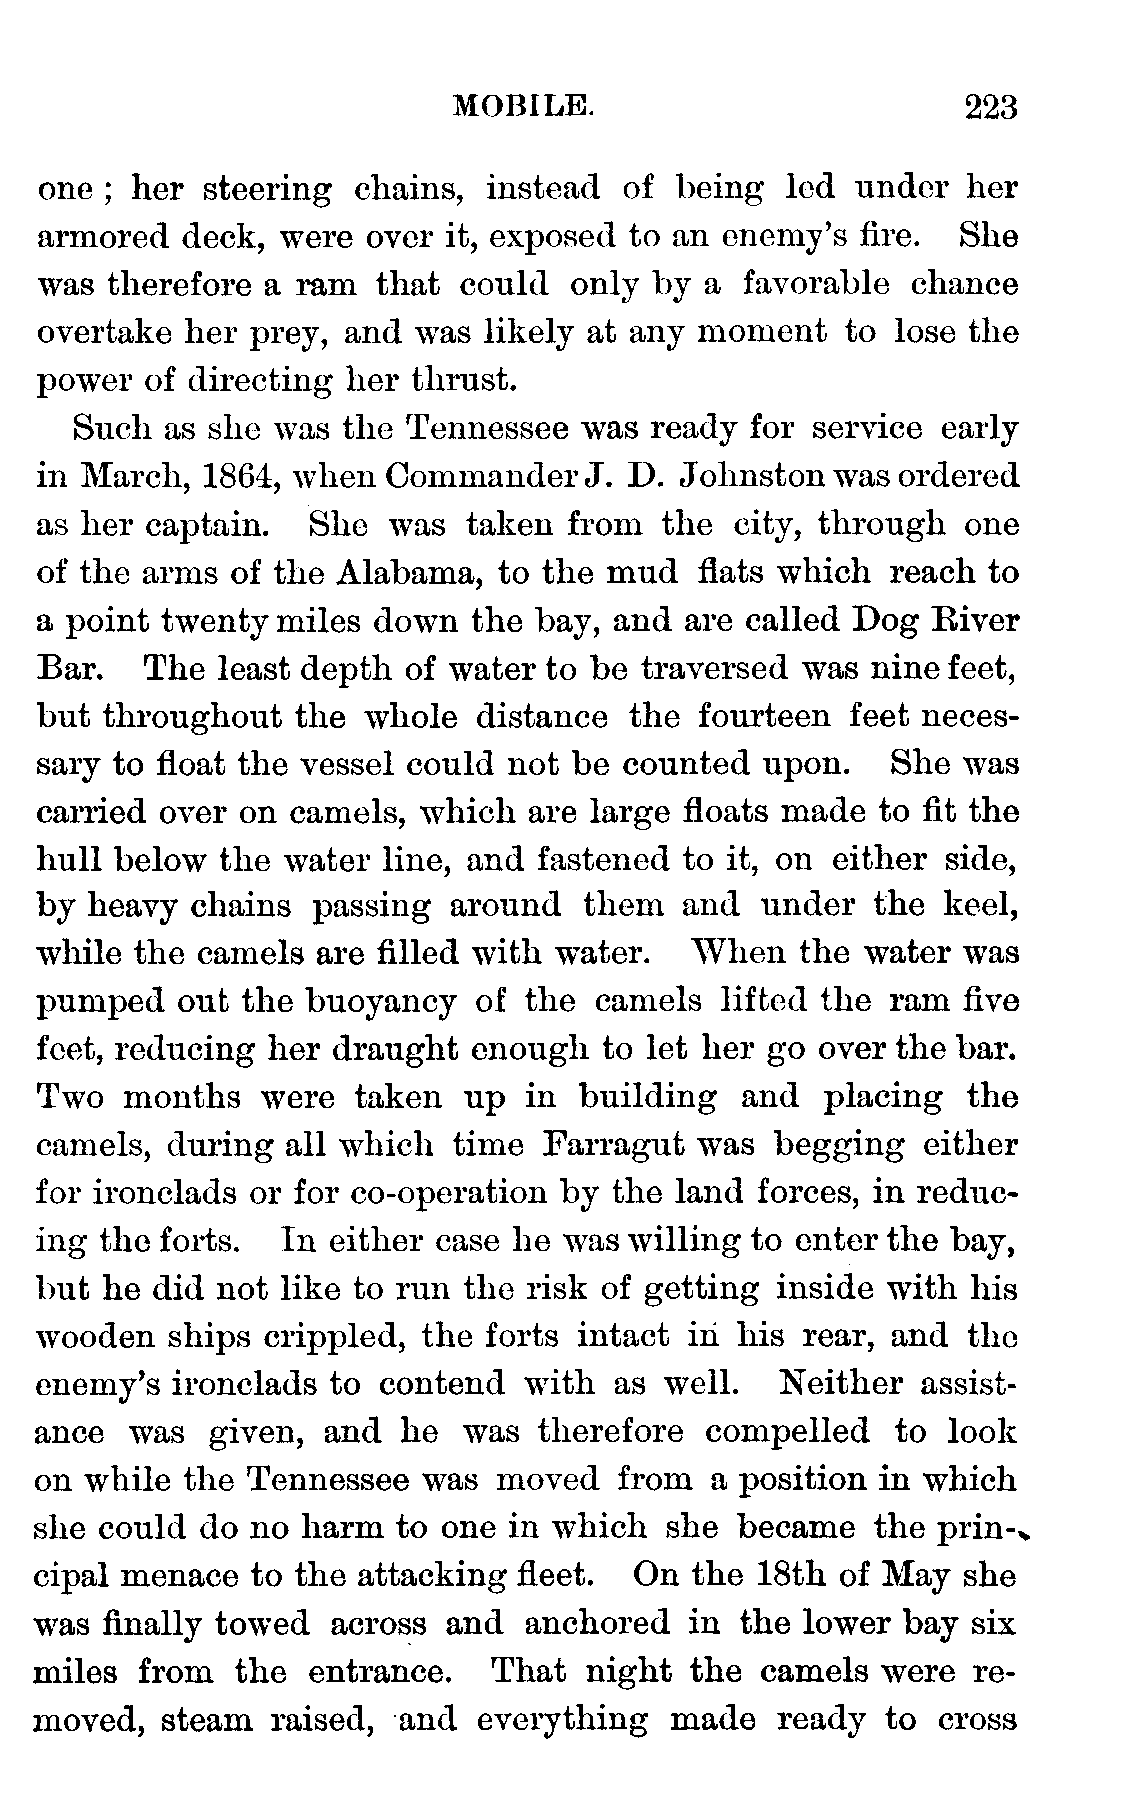 MOBILE. 223
one ; her steering chains, instead of being led under her
armored deck, were over it, exposed to an enemy's fire. She
was therefore a ram that could only by a favorable chance
overtake her prey, and was likely at any moment to lose the
power of directing her thrust.
Such as she was the Tennessee was ready for service early
in March, 1864, when Commander J. D. Johnston was ordered
as her captain. She was taken from the city, through one
of the arms of the Alabama, to the mud flats which reach to
a point twenty miles down the bay, and are called Dog River
Bar. The least depth of water to be traversed was nine feet,
but throughout the whole distance the fourteen feet neces-
sary to float the vessel could not be counted upon. She was
carried over on camels, which are large floats made to fit the
hull below the water line, and fastened to it, on either side,
by heavy chains passing around them and under the keel,
while the camels are filled with water. When the water was
pumped out the buoyancy of the camels lifted the ram five
feet, reducing her draught enough to let her go over the bar.
Two months were taken up in building and placing the
camels, during all which time Farragut was begging either
for ironclads or for co-operation by the land forces, in reduc-
ing the forts. In either case he was willing to enter the bay,
but he did not like to run the risk of getting inside with his
wooden ships crippled, the forts intact in his rear, and the
enemy's ironclads to contend with as well. Neither assist-
ance was given, and he was therefore compelled to look
on while the Tennessee was moved from a position in which
she could do no harm to one in which she became the prin-
cipal menace to the attacking fleet. On the 18th of May she
was finally towed across and anchored in the lower bay six
miles from the entrance. That night the camels were re-
moved, steam raised, and everything made ready to cross